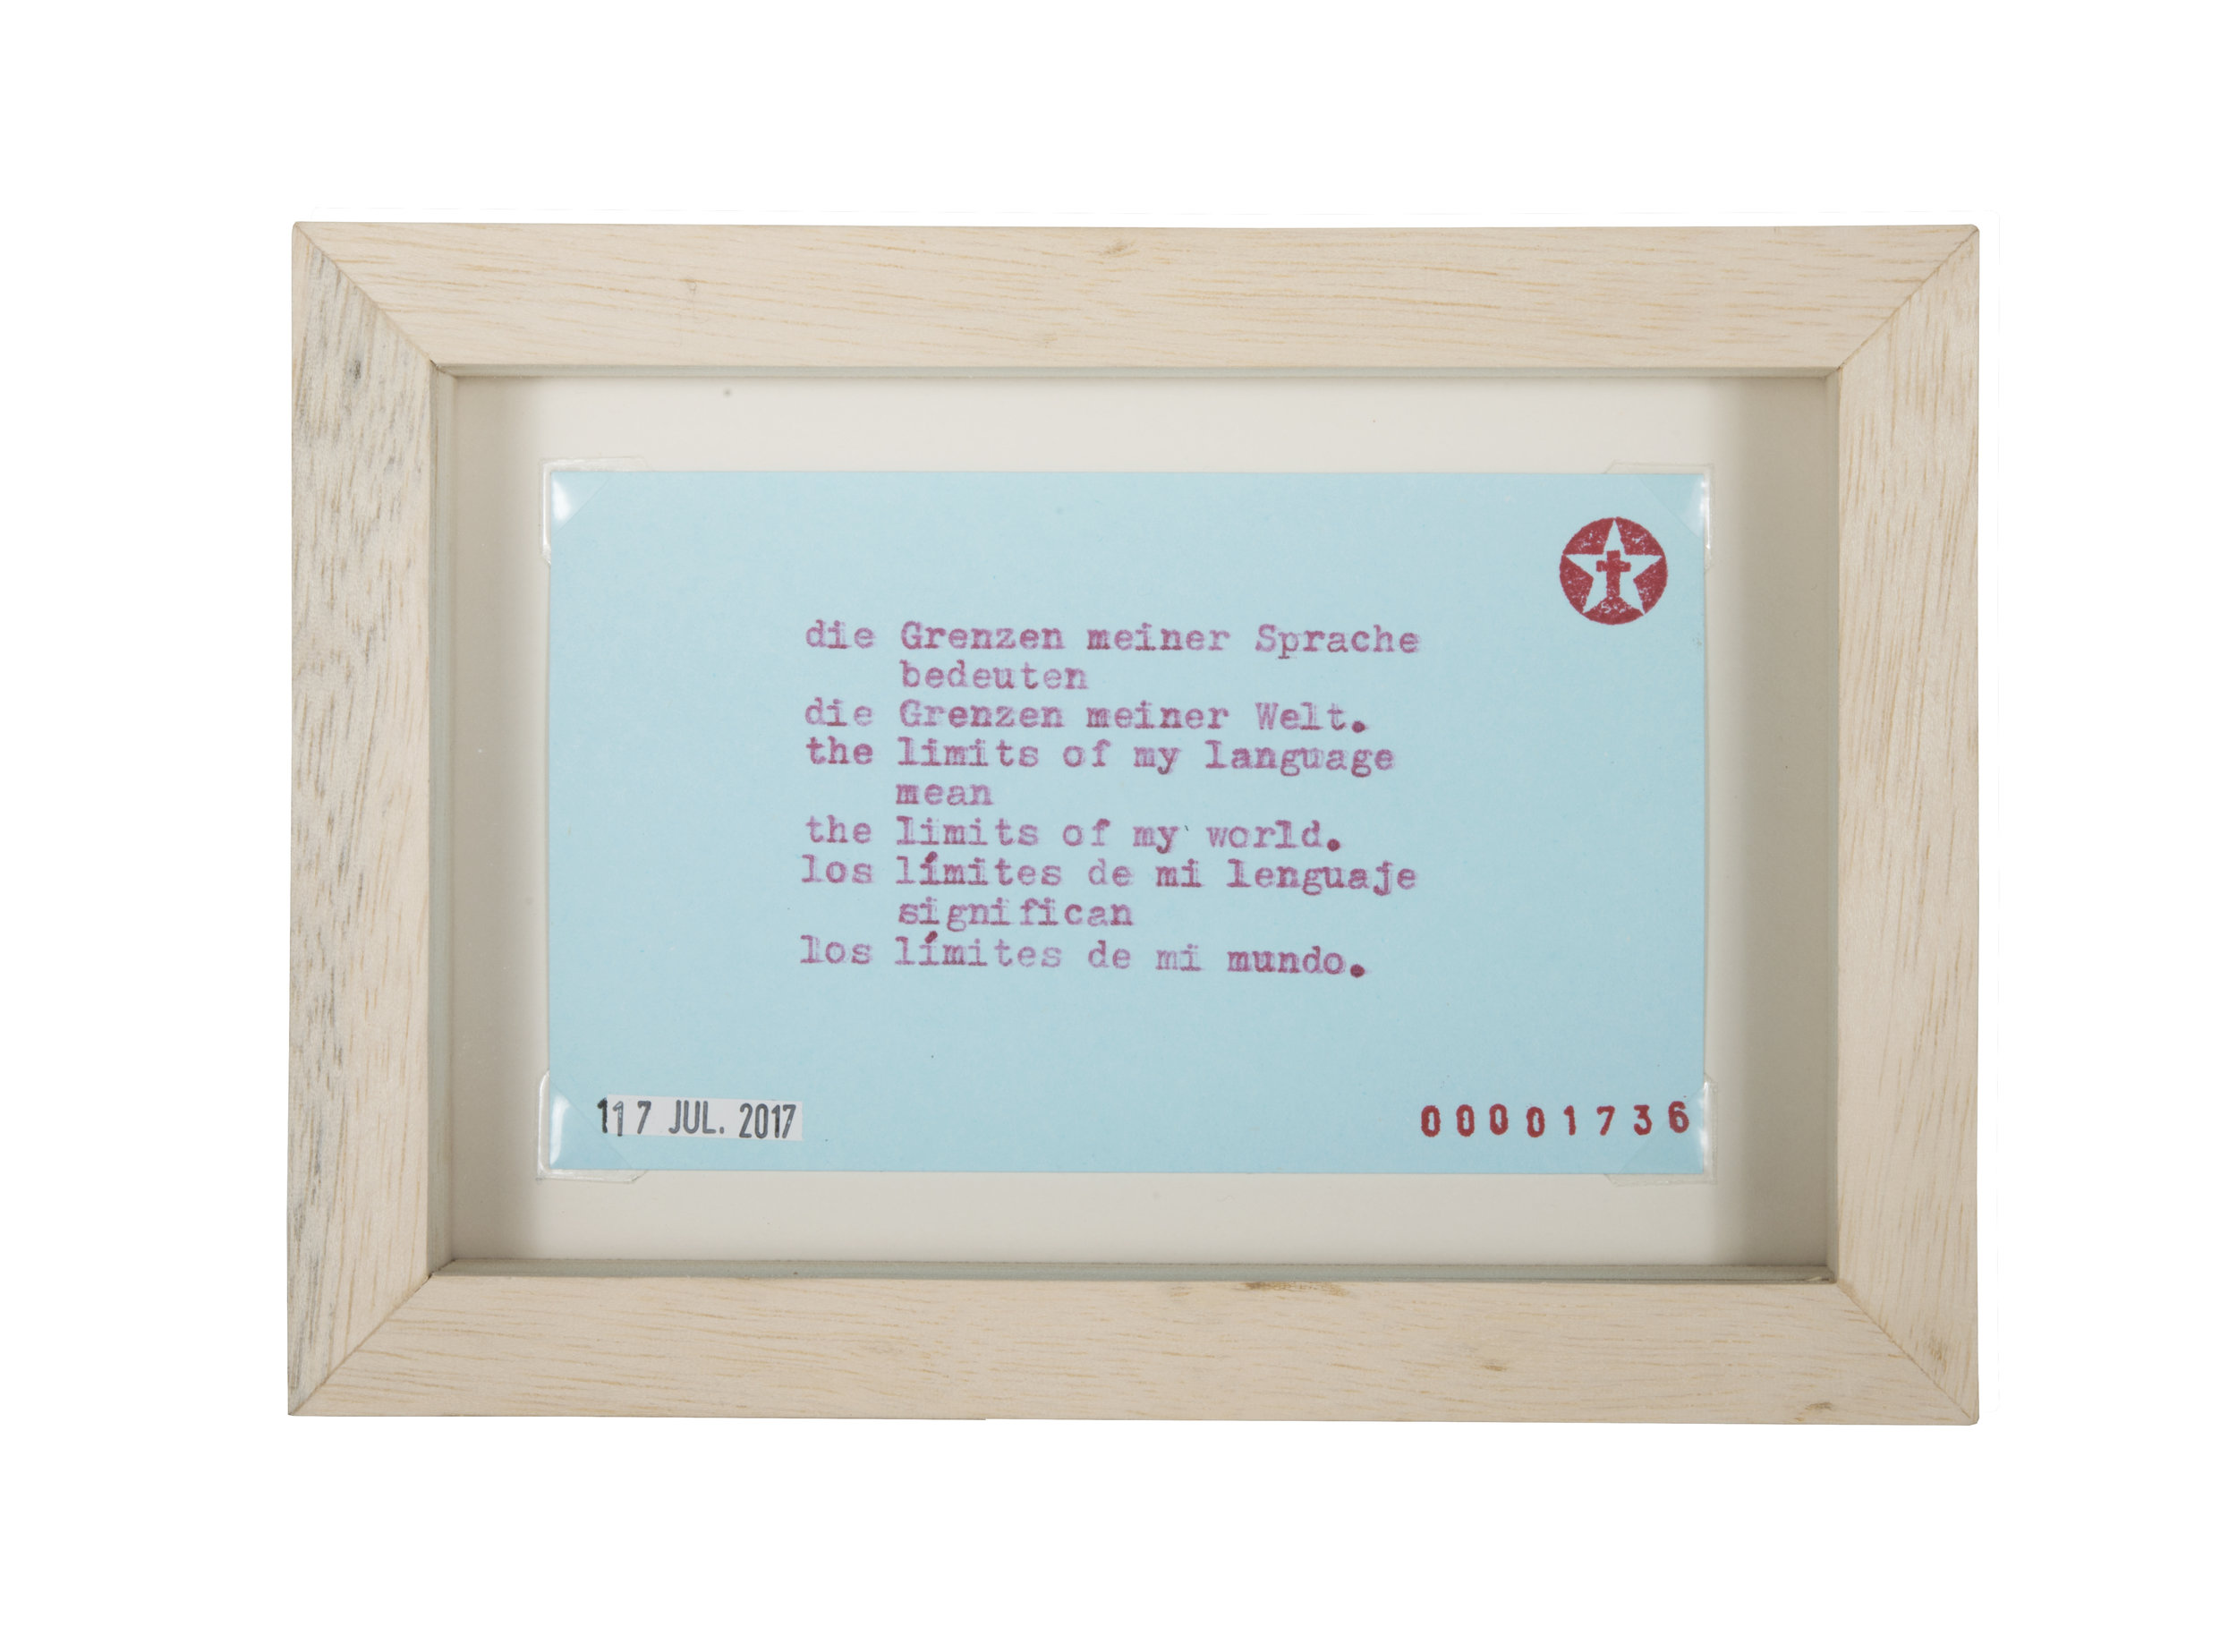 die Grenzen meiner Sprache
bedeuten
die Grenzen meiner Welt.
the limits of my language
mean
the limits of my world.
los límites de mi lenguaje
significan
los límites de mi mundo.
117 JUL. 2017
00001736